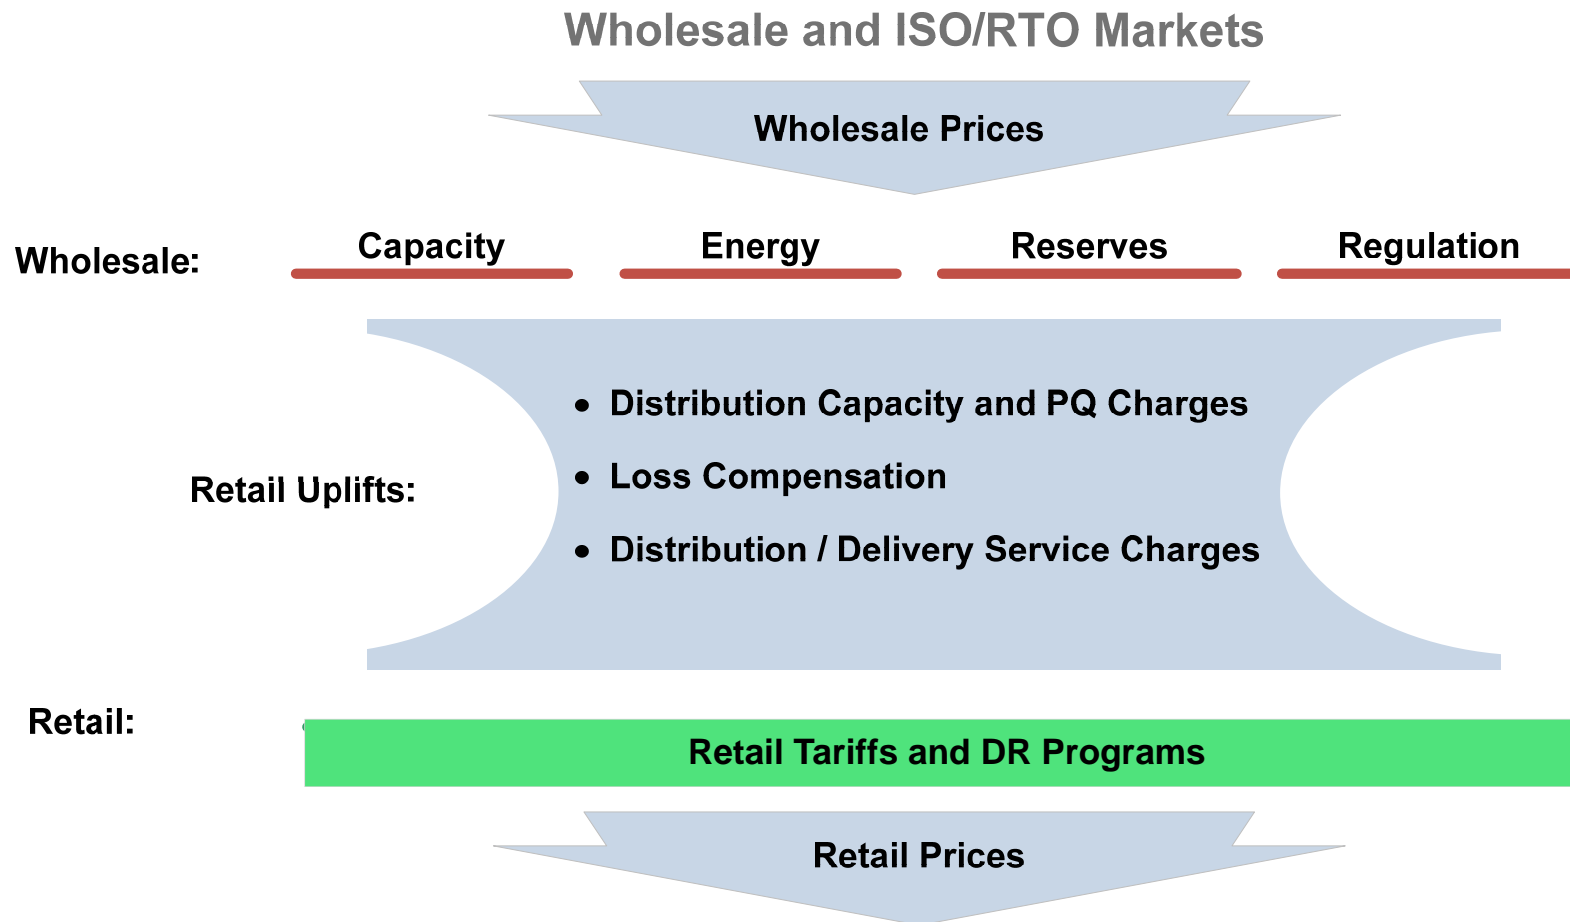 Wholesale and ISO/RTO Markets
Wholesale Prices
Wholesale:
Capacity
Energy
Reserves
Regulation
Retail Uplifts:
• Distribution Capacity and PQ Charges
• Loss Compensation
• Distribution / Delivery Service Charges
Retail:
Retail Tariffs and DR Programs
Retail Prices